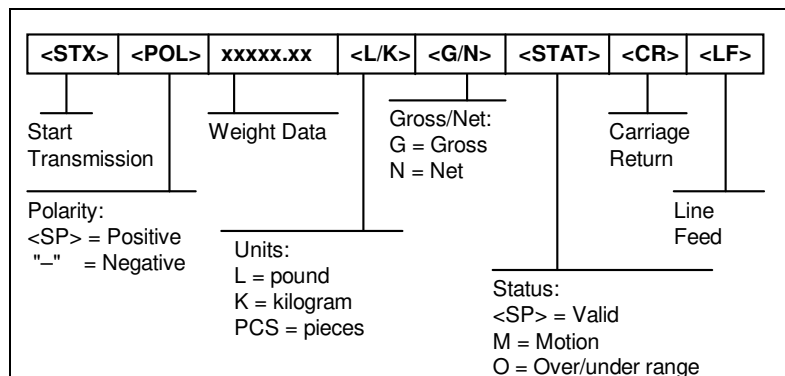 <STX> <POL> xxxxx.xx <L/K> <G/N> <STAT> <CR> <LF>
Start
Transmission
Weight Data
Gross/Net:
G = Gross
N = Net
Carriage
Return
Polarity:
<SP> = Positive
"–" = Negative
Units:
L = pound
K = kilogram
PCS = pieces
Line
Feed
Status:
<SP> = Valid
M = Motion
O = Over/under range